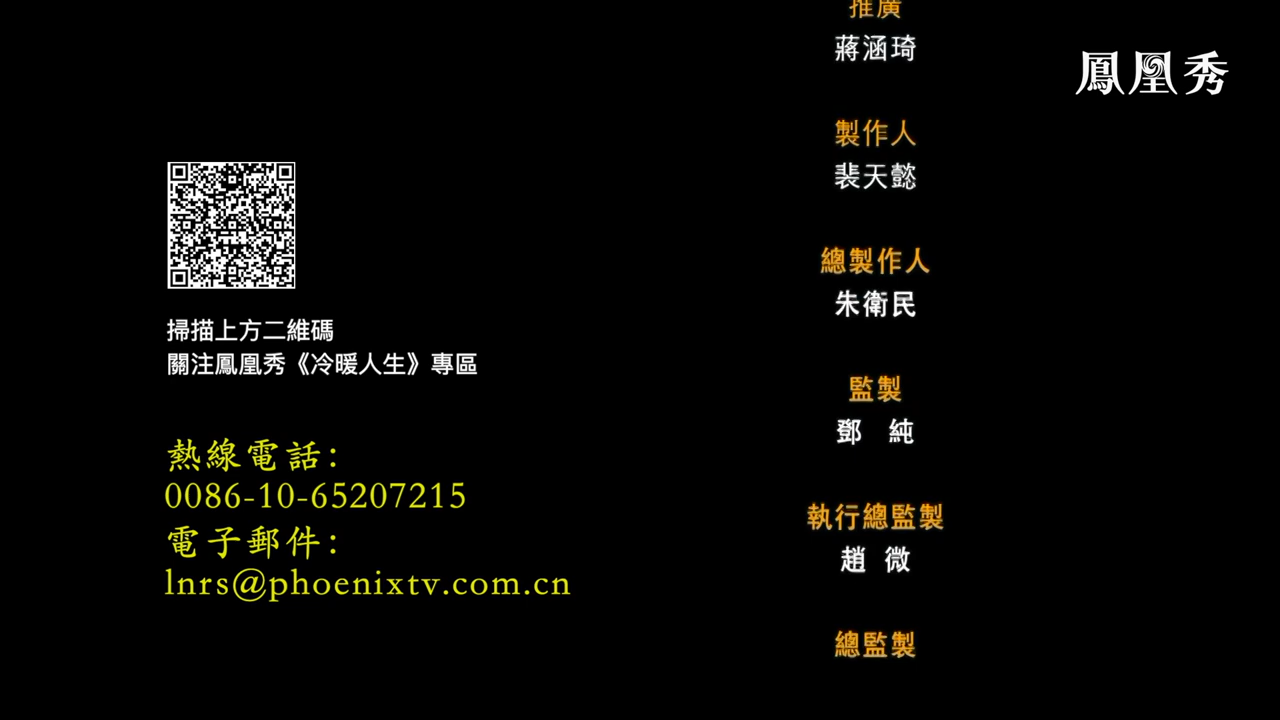 鳳凰秀
掃描上方二維碼
關注鳳凰秀《冷暖人生》專區
熱線電話:
0086-10-65207215
電子郵件:
lnrs@phoenixtv.com.cn
推廣
蔣涵琦
製作人
裴天懿
總製作人
朱衛民
監製
鄧 純
執行總監製
趙 微
總監製